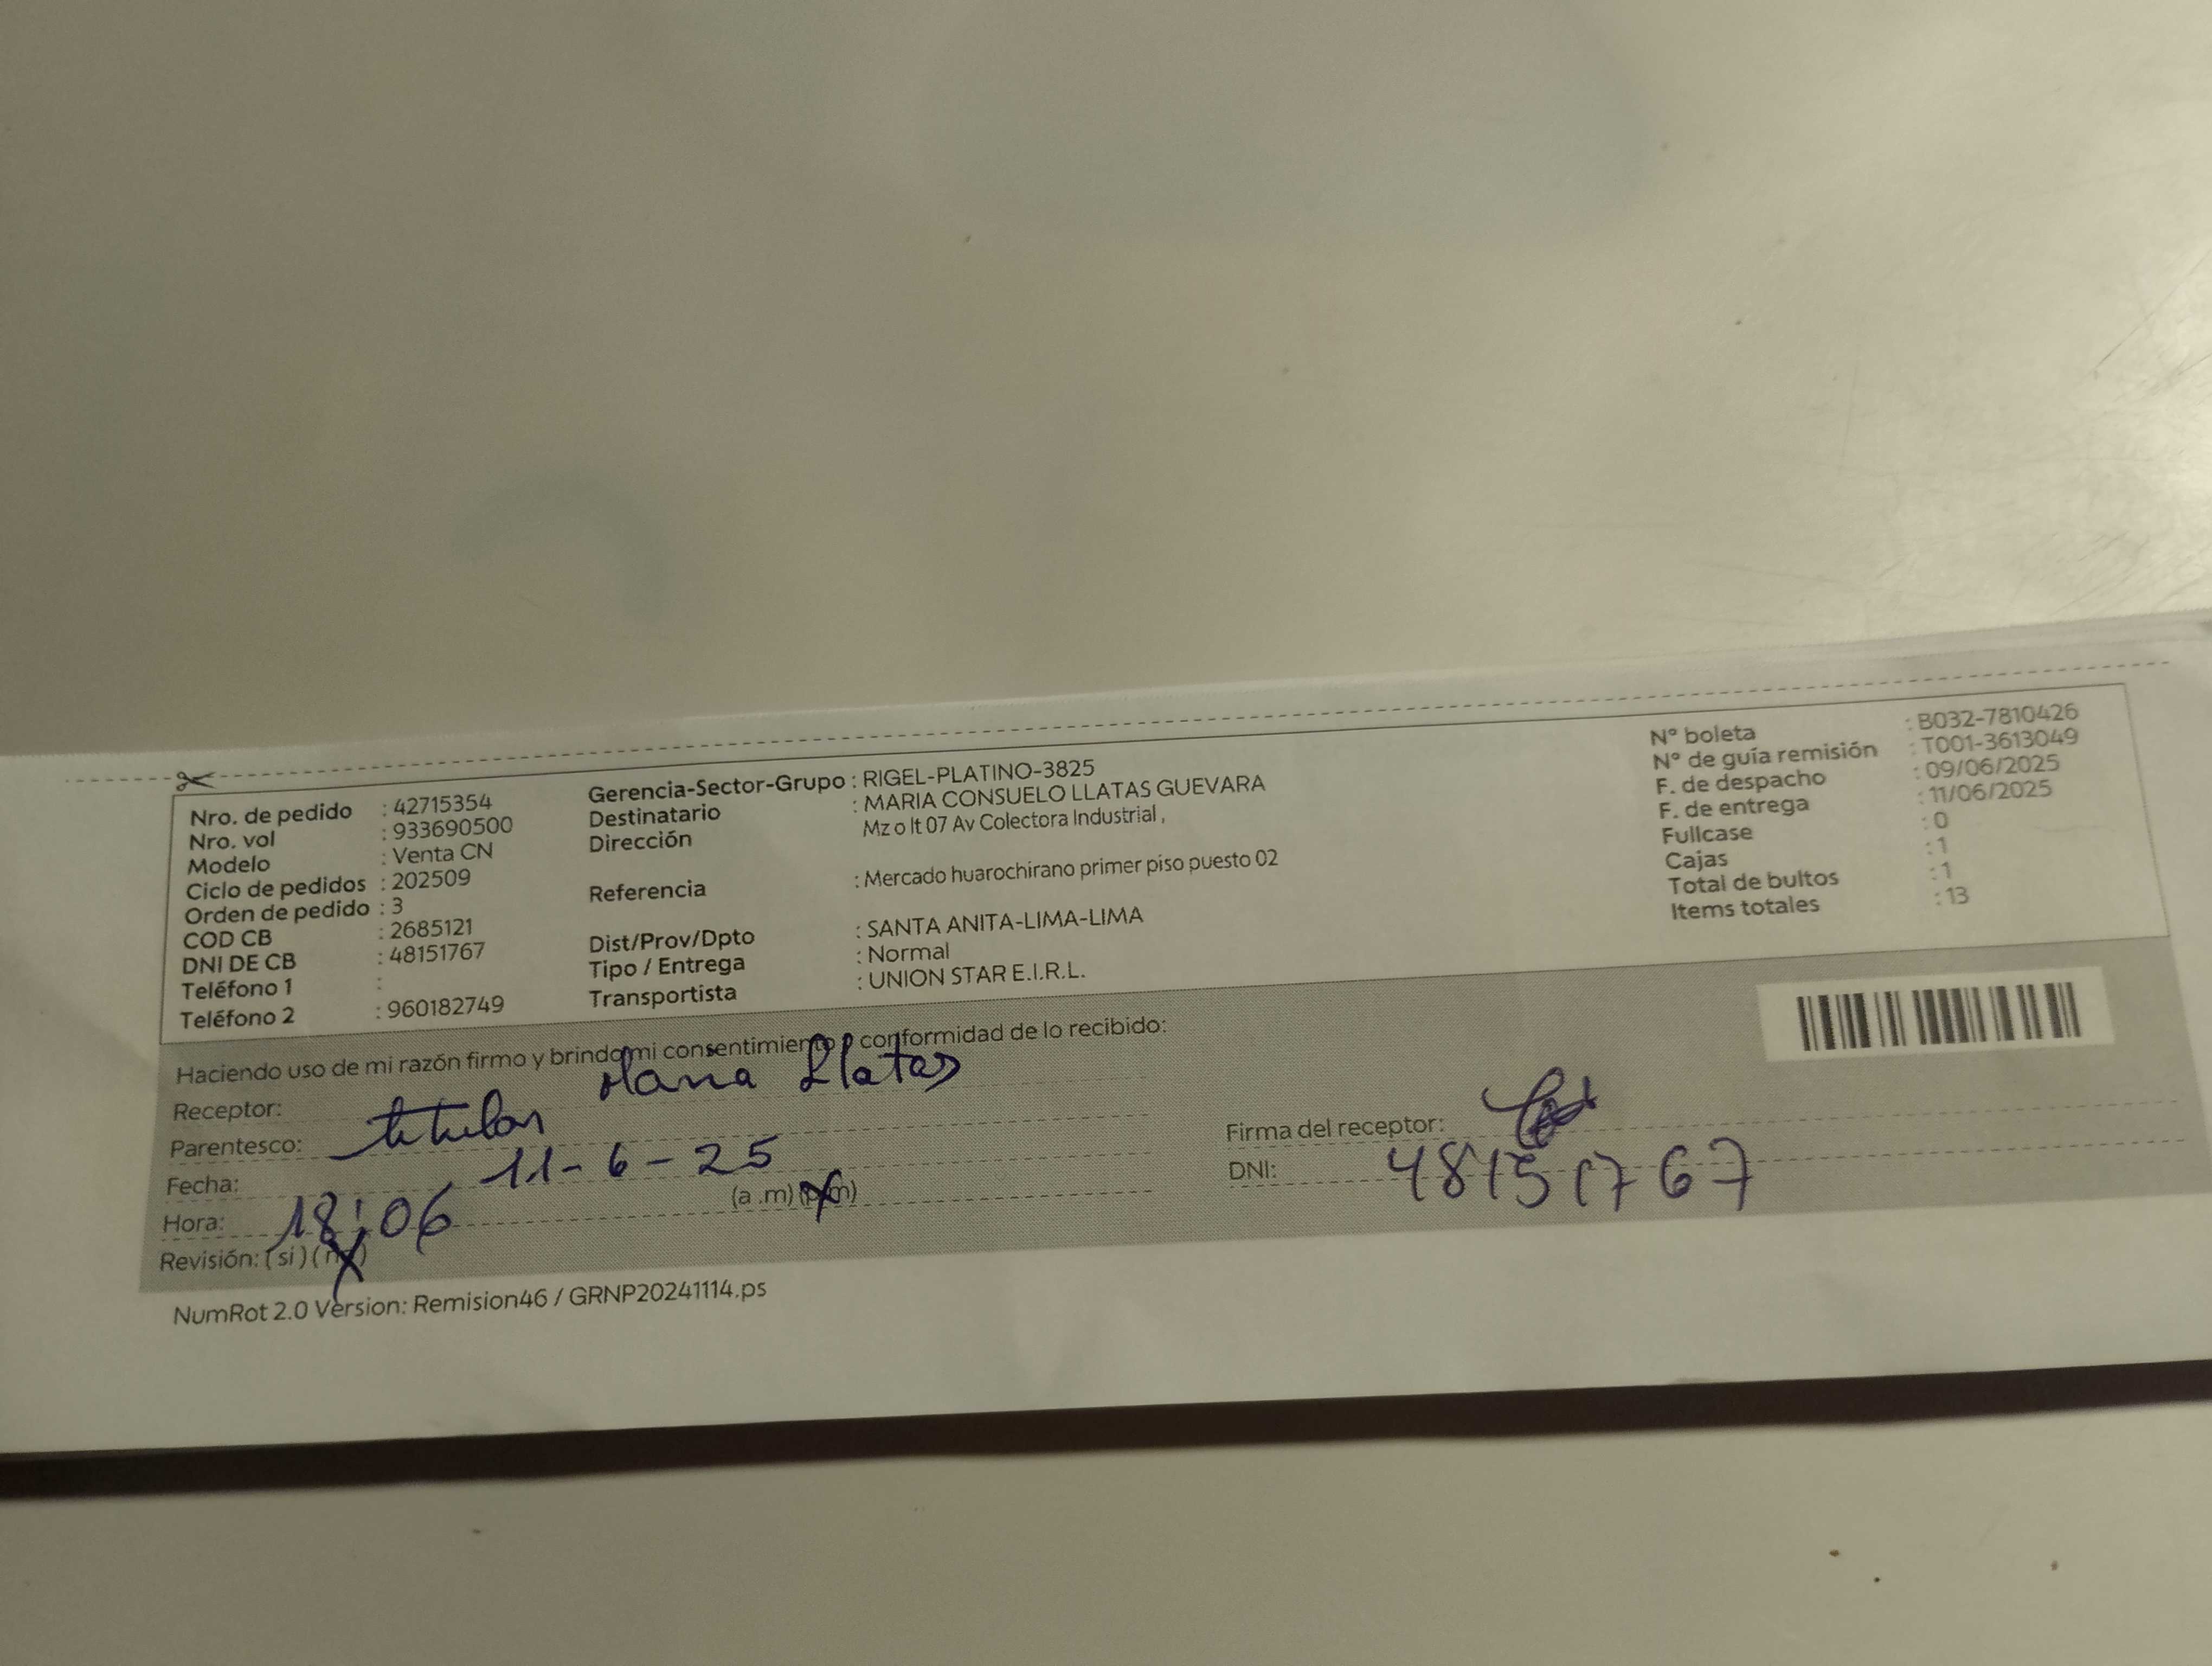 Nro. de pedido : 42715354
Nro. vol : 933690500
Modelo : Venta CN
Ciclo de pedidos : 202509
Orden de pedido : 3
COD CB : 2685121
DNI DE CB : 48151767
Teléfono 1 :
Teléfono 2 : 960182749
Gerencia-Sector-Grupo : RIGEL-PLATINO-3825
Destinatario : MARIA CONSUELO LLATAS GUEVARA
Dirección Mz o lt 07 Av Colectora Industrial ,
Referencia : Mercado huarochirano primer piso puesto 02
Dist/Prov/Dpto : SANTA ANITA-LIMA-LIMA
Tipo / Entrega : Normal
Transportista : UNION STAR E.I.R.L.
N° boleta : B032-7810426
N° de guía remisión : T001-3613049
F. de despacho : 09/06/2025
F. de entrega : 11/06/2025
Fullcase : 0
Cajas : 1
Total de bultos : 1
Items totales : 13
Haciendo uso de mi razón firmo y brindo mi consentimiento y conformidad de lo recibido:
Receptor: Maria Llatas
Parentesco: titular
Fecha: 11-6-25
Hora: 18:06 (a .m) (p.m)
Revisión: ( si ) ( no )
Firma del receptor:
DNI: 48151767
NumRot 2.0 Version: Remision46 / GRNP20241114.ps